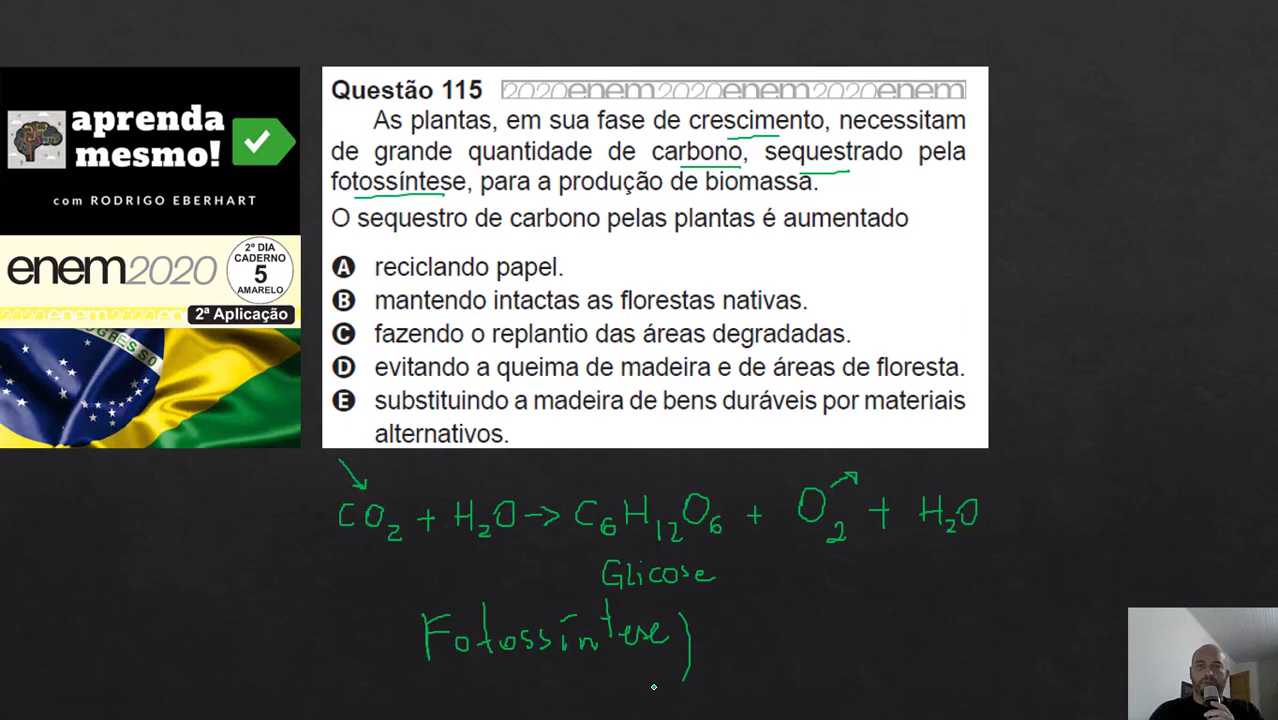 aprenda
mesmo!
com RODRIGO EBERHART
enem2020
2º DIA
CADERNO
5
AMARELO
2ª Aplicação
Questão 115
2020enem2020enem2020enem
As plantas, em sua fase de crescimento, necessitam
de grande quantidade de carbono, sequestrado pela
fotossíntese, para a produção de biomassa.
O sequestro de carbono pelas plantas é aumentado
A reciclando papel.
B mantendo intactas as florestas nativas.
C fazendo o replantio das áreas degradadas.
D evitando a queima de madeira e de áreas de floresta.
E substituindo a madeira de bens duráveis por materiais
alternativos.
CO₂ + H₂O → C₆H₁₂O₆ + O₂ + H₂O
Glicose
Fotossíntese)